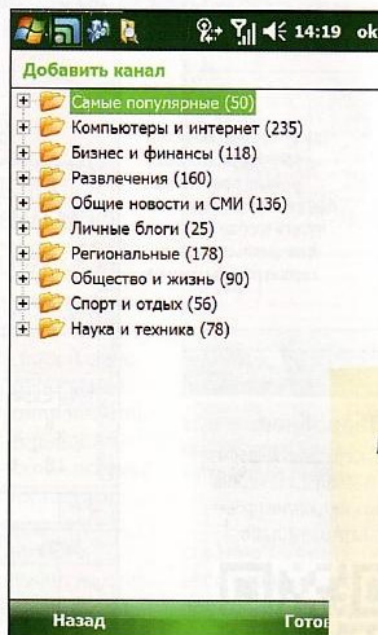 14:19 ok
Добавить канал
Самые популярные (50)
Компьютеры и интернет (235)
Бизнес и финансы (118)
Развлечения (160)
Общие новости и СМИ (136)
Личные блоги (25)
Региональные (178)
Общество и жизнь (90)
Спорт и отдых (56)
Наука и техника (78)
Назад